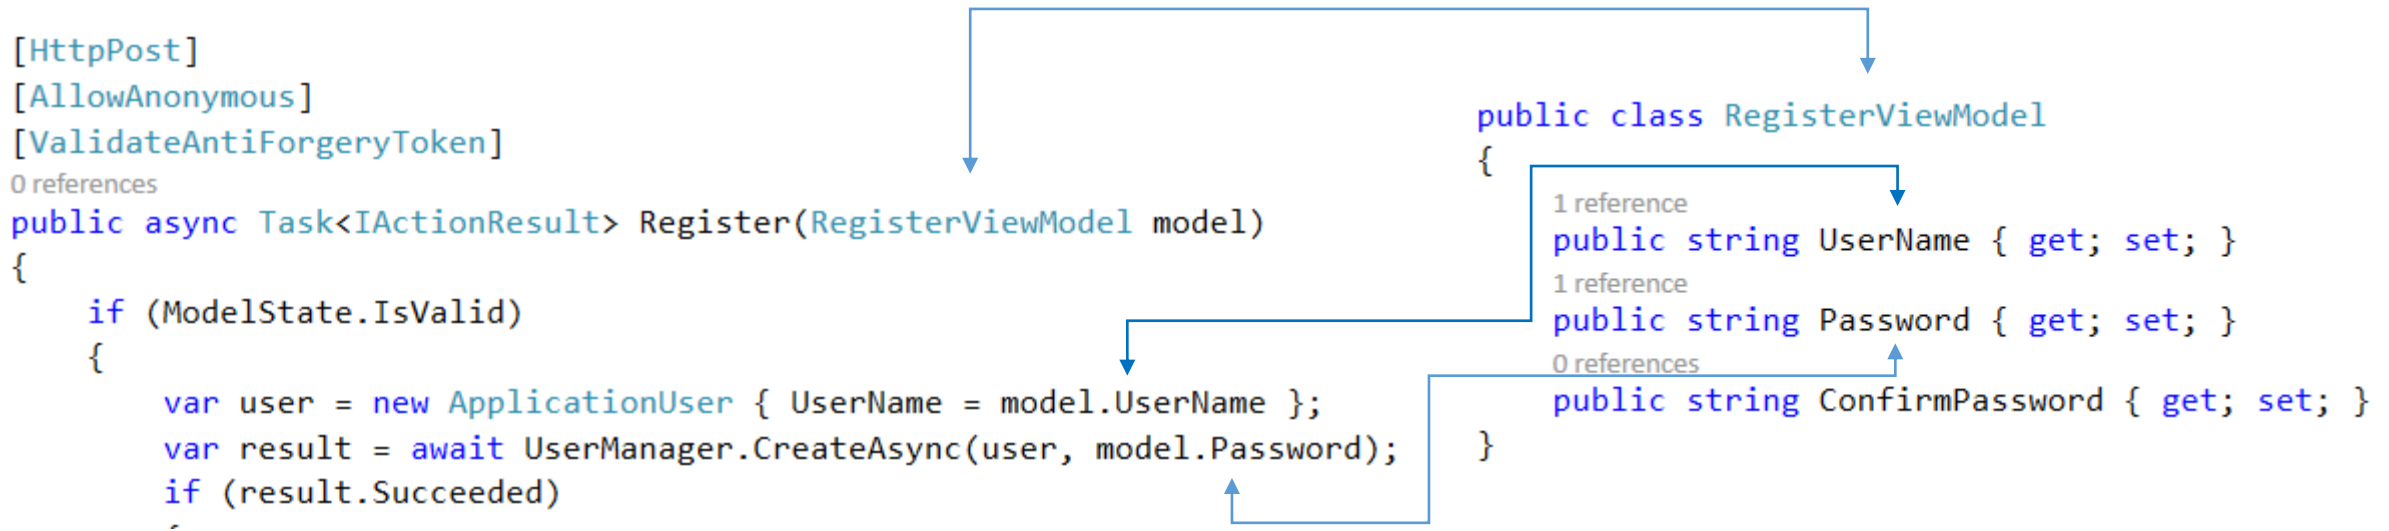 [HttpPost]
[AllowAnonymous]
[ValidateAntiForgeryToken]
0 references
public async Task<IActionResult> Register(RegisterViewModel model)
{
if (ModelState.IsValid)
{
var user = new ApplicationUser { UserName = model.UserName };
var result = await UserManager.CreateAsync(user, model.Password);
if (result.Succeeded)
public class RegisterViewModel
{
1 reference
public string UserName { get; set; }
1 reference
public string Password { get; set; }
0 references
public string ConfirmPassword { get; set; }
}